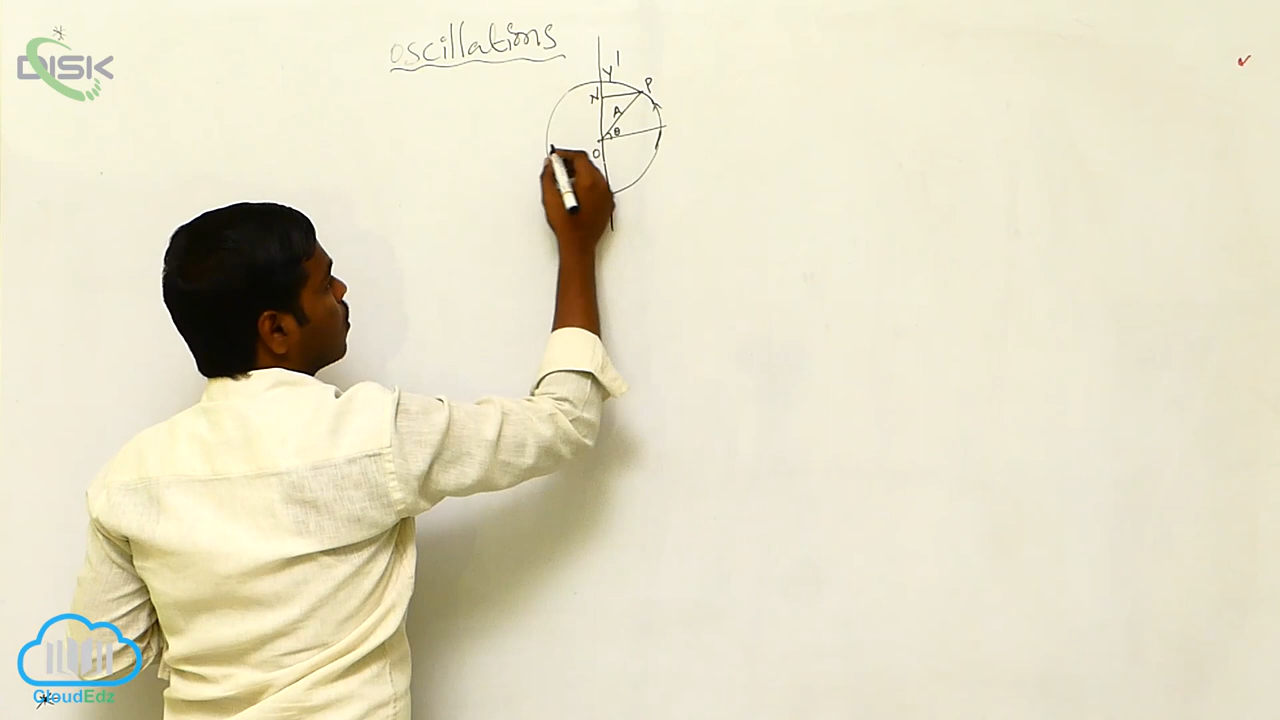 DISK
oscillations
Y'
N
P
A
θ
O
CloudEdz